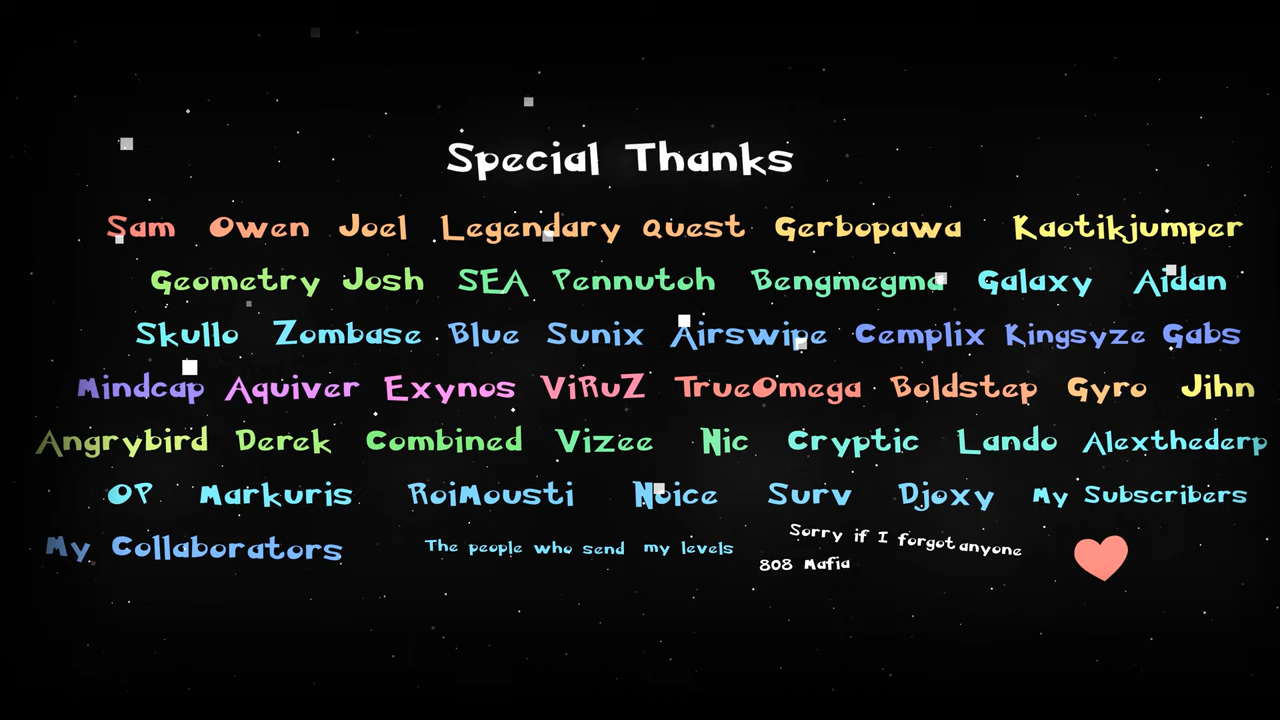 Special Thanks
Sam Owen Joel Legendary Quest Gerbopawa Kaotikjumper
Geometry Josh SEA Pennutoh Bengmegma Galaxy Aidan
Skullo Zombase Blue Sunix Airswipe Cemplix Kingsyze Gabs
Mindcap Aquiver Exynos ViRuZ TrueOmega Boldstep Gyro Jihn
Angrybird Derek Combined Vizee Nic Cryptic Lando Alexthederp
OP Markuris RoiMousti Noice Surv Djoxy My Subscribers
My Collaborators The people who send my levels Sorry if I forgot anyone
808 Mafia